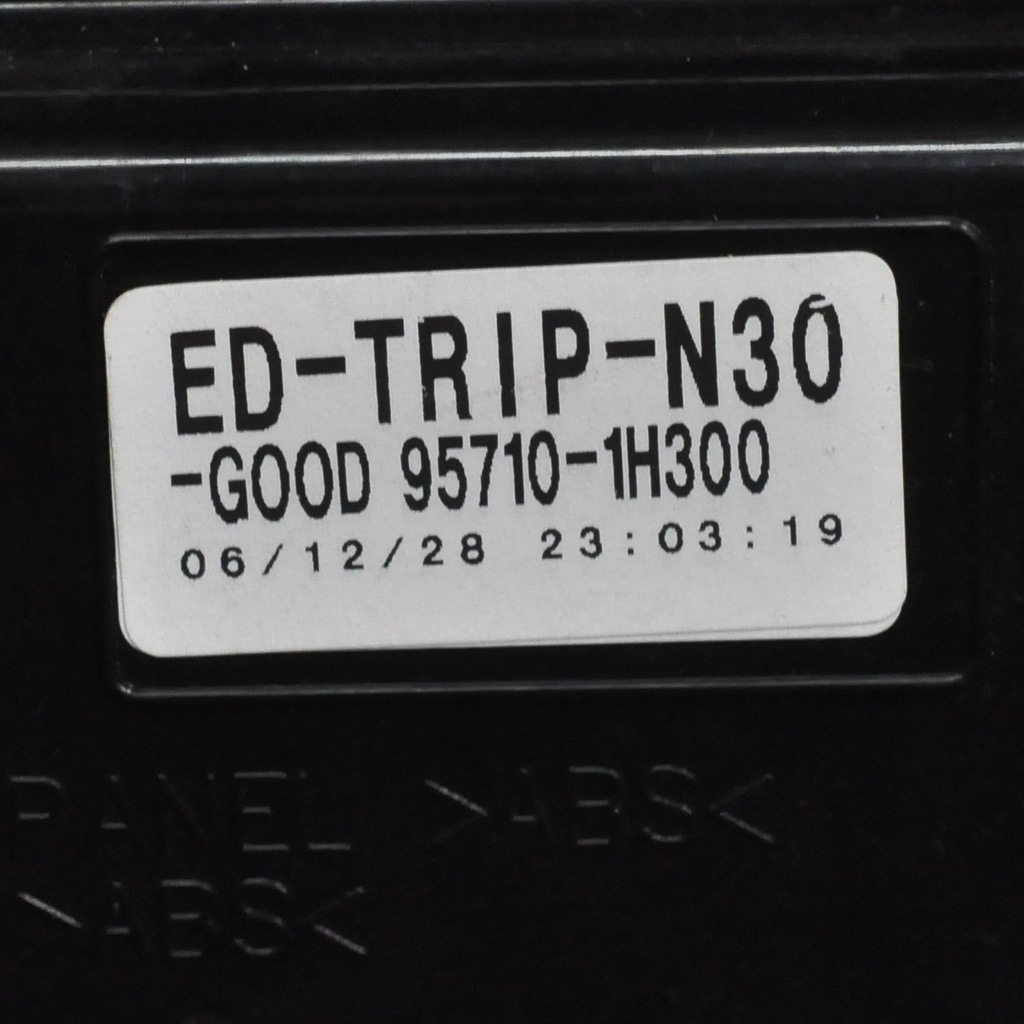 ED-TRIP-N30
-GOOD 95710-1H300
06/12/28 23:03:19
PANEL >ABS<
>ABS<